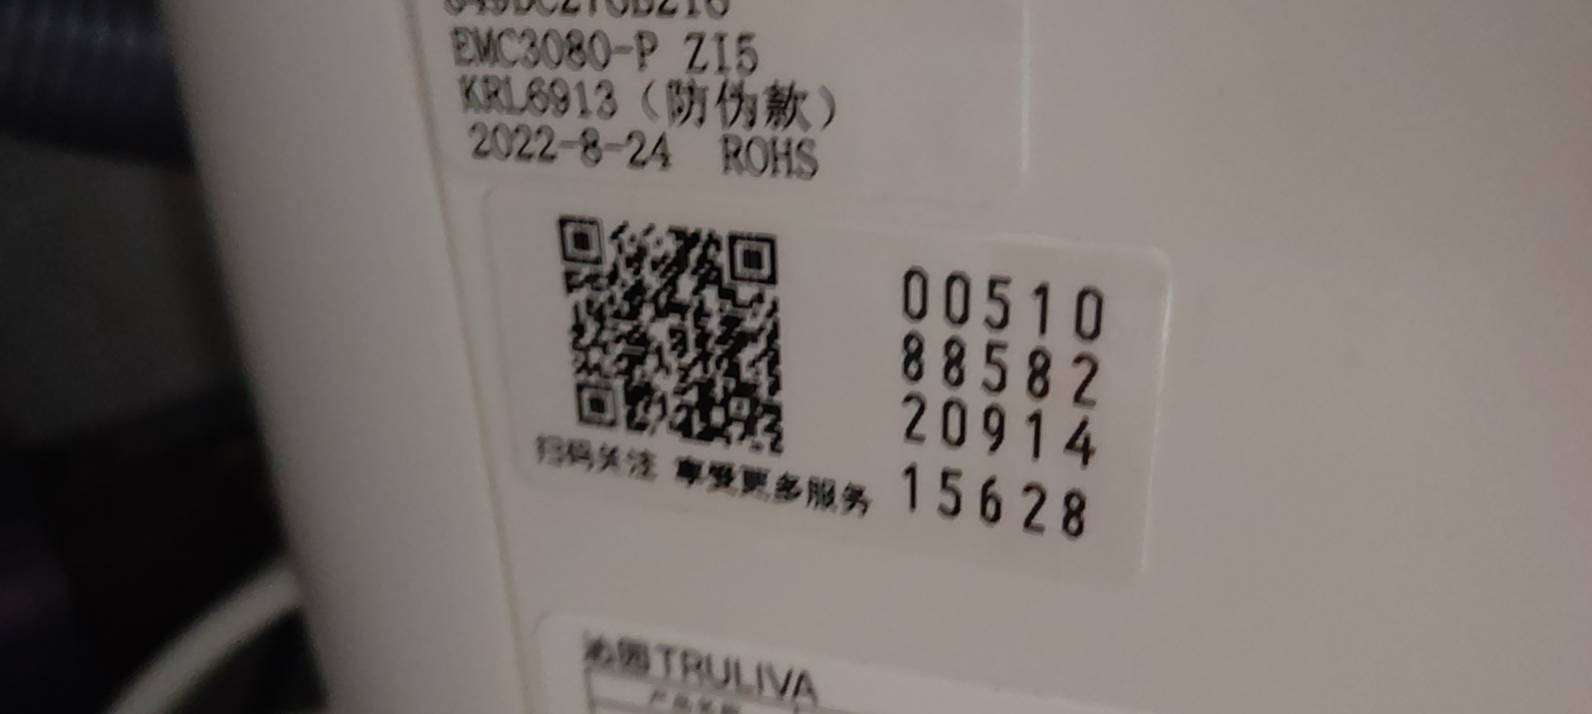 EMC3080-P ZI5
KRL6913（防伪款）
2022-8-24 ROHS
00510
88582
20914
15628
扫码关注 享受更多服务
沁园TRULIVA